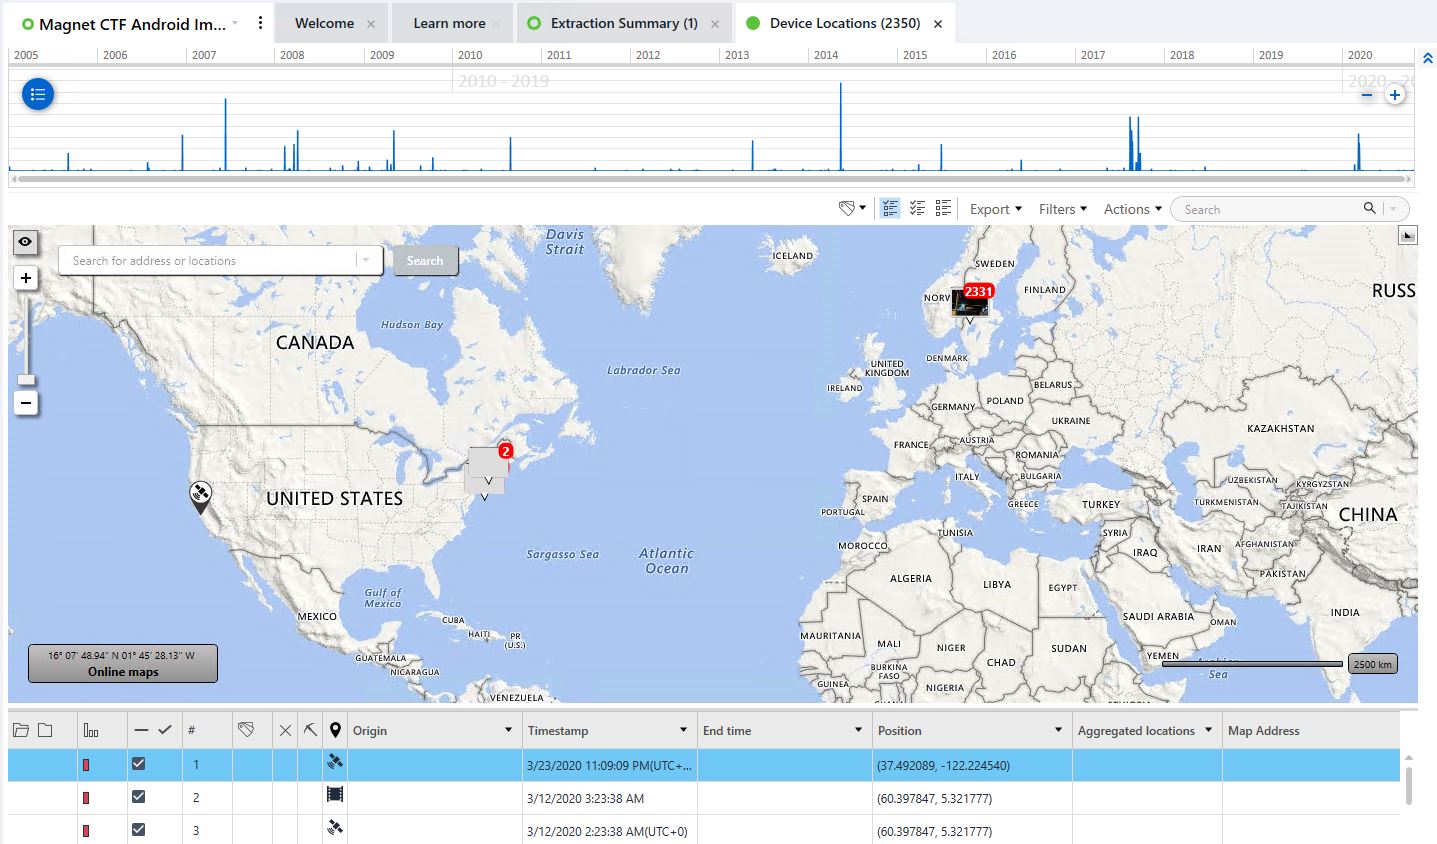 Magnet CTF Android Im...
Welcome
Learn more
Extraction Summary (1)
Device Locations (2350)
2005 2006 2007 2008 2009 2010 2011 2012 2013 2014 2015 2016 2017 2018 2019 2020
2010 - 2019
Export Filters Actions Search
Search for address or locations
Search
Davis
Strait
ICELAND
SWEDEN
2331
NORW
FINLAND
RUSS
Hudson Bay
CANADA
Labrador Sea
DENMARK
UNITED
KINGDOM
IRELAND
BELARUS
POLAND
GERMANY
UKRAINE
KAZAKHSTAN
FRANCE
AUSTRIA
ROMANIA
2
ITALY
BULGARIA
UZBEKISTAN
KYRGYZSTAN
UNITED STATES
SPAIN
PORTUGAL
GREECE
TURKEY
TURKMENISTAN
TAJIKISTAN
CHINA
TUNISIA
SYRIA
MOROCCO
IRAQ
IRAN
AFGHANISTAN
Sargasso Sea
Atlantic
Ocean
ALGERIA
LIBYA
EGYPT
PAKISTAN
Gulf of
Mexico
MEXICO
CUBA
HAITI
PR
(U.S.)
SAUDI ARABIA
OMAN
INDIA
MAURITANIA
MALI
NIGER
CHAD
SUDAN
YEMEN
Arabian
Sea
GUATEMALA
NICARAGUA
BURKINA
FASO
GUINEA
NIGERIA
VENEZUELA
16° 07' 48.94" N 01° 45' 28.13" W
Online maps
2500 km
# Origin Timestamp End time Position Aggregated locations Map Address
1 3/23/2020 11:09:09 PM(UTC+... (37.492089, -122.224540)
2 3/12/2020 3:23:38 AM (60.397847, 5.321777)
3 3/12/2020 2:23:38 AM(UTC+0) (60.397847, 5.321777)